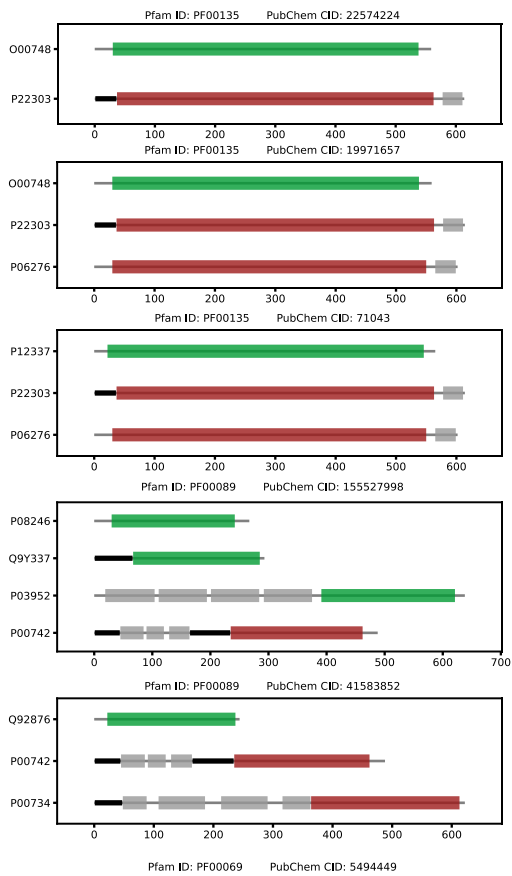 Pfam ID: PF00135 PubChem CID: 22574224
O00748
P22303
0 100 200 300 400 500 600
Pfam ID: PF00135 PubChem CID: 19971657
O00748
P22303
P06276
0 100 200 300 400 500 600
Pfam ID: PF00135 PubChem CID: 71043
P12337
P22303
P06276
0 100 200 300 400 500 600
Pfam ID: PF00089 PubChem CID: 155527998
P08246
Q9Y337
P03952
P00742
0 100 200 300 400 500 600 700
Pfam ID: PF00089 PubChem CID: 41583852
Q92876
P00742
P00734
0 100 200 300 400 500 600
Pfam ID: PF00069 PubChem CID: 5494449